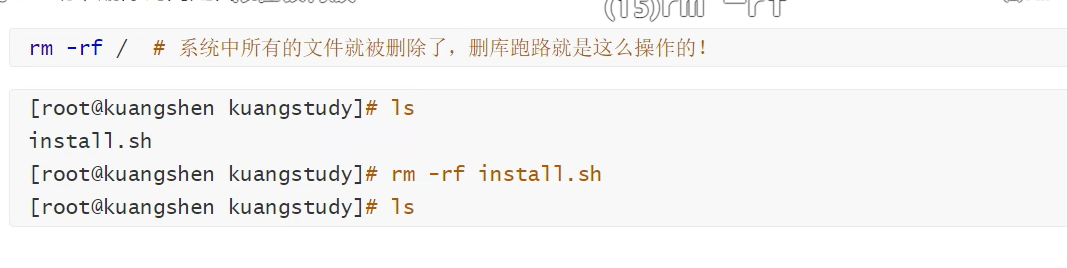 (15)rm -rf
rm -rf /  # 系统中所有的文件就被删除了，删库跑路就是这么操作的！
[root@kuangshen kuangstudy]# ls
install.sh
[root@kuangshen kuangstudy]# rm -rf install.sh
[root@kuangshen kuangstudy]# ls